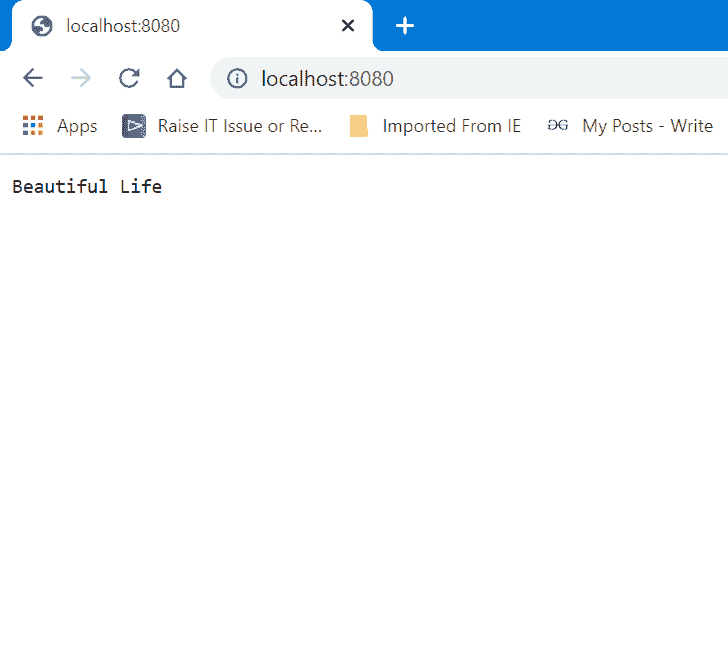 localhost:8080
localhost:8080
Apps Raise IT Issue or Re... Imported From IE My Posts - Write
Beautiful Life